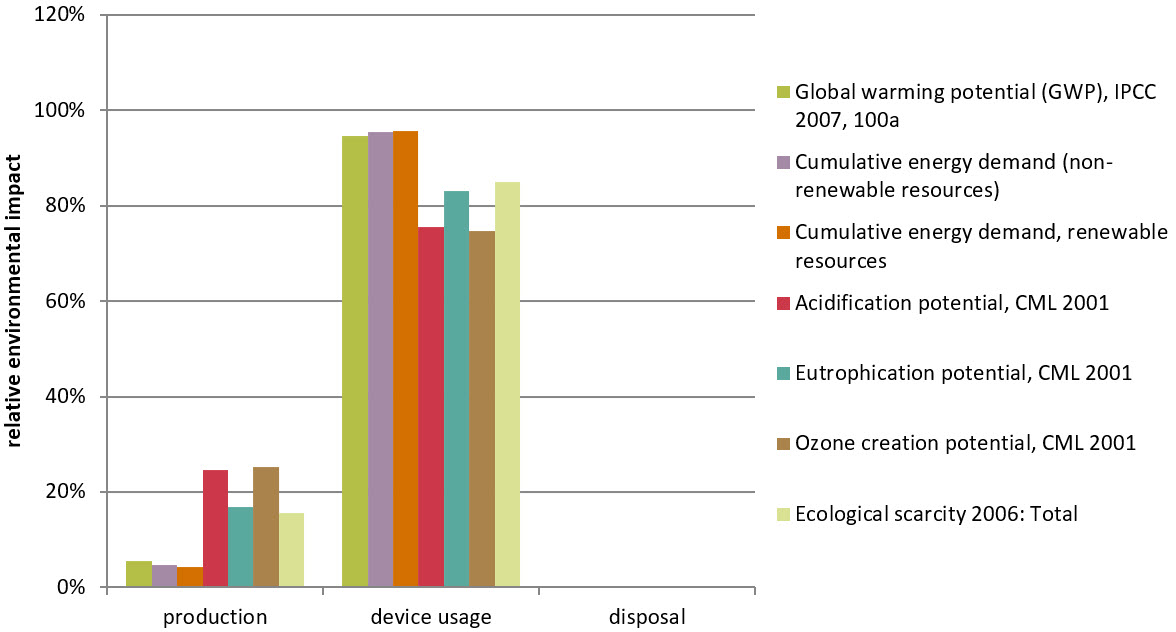 120%
100%
80%
60%
40%
20%
0%
relative environmental impact
production
device usage
disposal
Global warming potential (GWP), IPCC
2007, 100a
Cumulative energy demand (non-
renewable resources)
Cumulative energy demand, renewable
resources
Acidification potential, CML 2001
Eutrophication potential, CML 2001
Ozone creation potential, CML 2001
Ecological scarcity 2006: Total